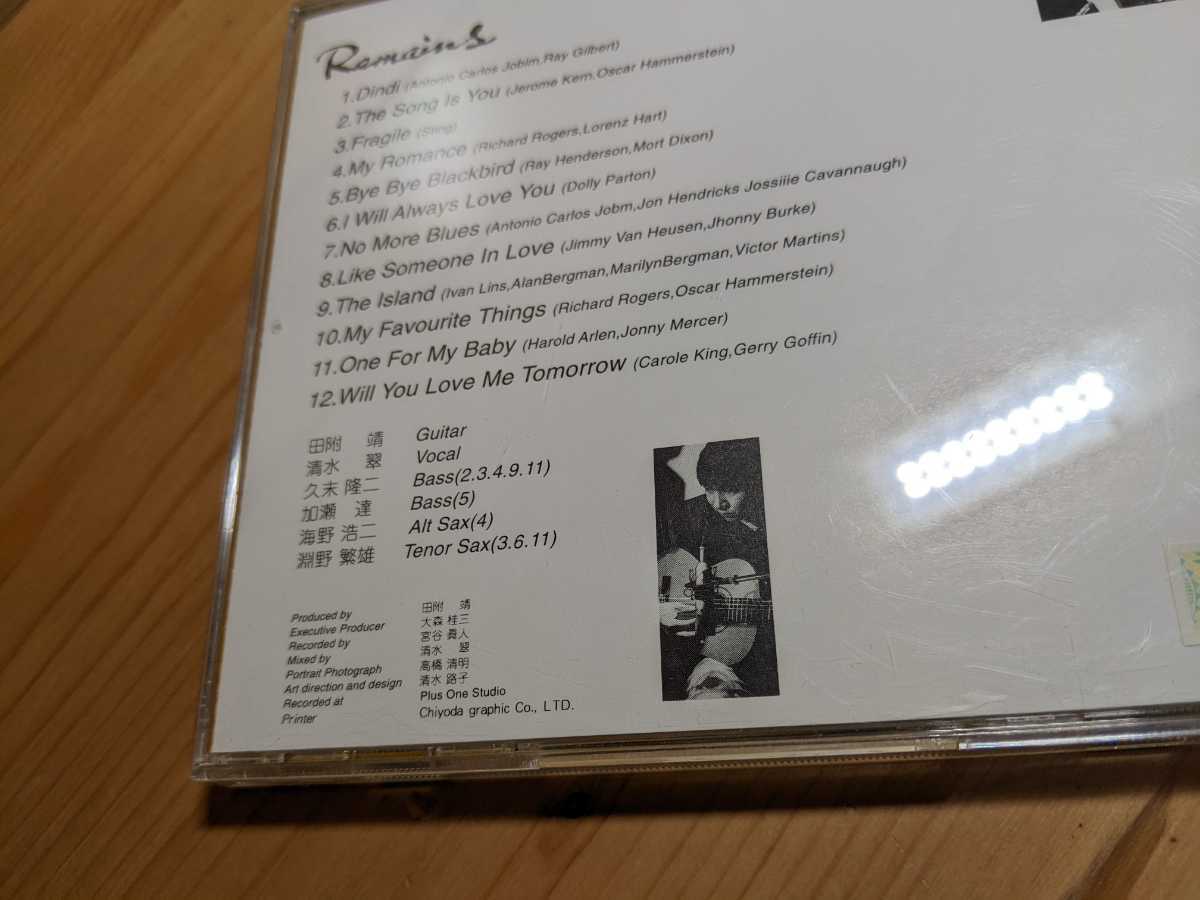 Remains
1.Dindi (Antonio Carlos Jobim,Ray Gilbert)
2.The Song Is You (Jerome Kern,Oscar Hammerstein)
3.Fragile (Sting)
4.My Romance (Richard Rogers,Lorenz Hart)
5.Bye Bye Blackbird (Ray Henderson,Mort Dixon)
6.I Will Always Love You (Dolly Parton)
7.No More Blues (Antonio Carlos Jobm,Jon Hendricks Jossiiie Cavannaugh)
8.Like Someone In Love (Jimmy Van Heusen,Jhonny Burke)
9.The Island (Ivan Lins,AlanBergman,MarilynBergman,Victor Martins)
10.My Favourite Things (Richard Rogers,Oscar Hammerstein)
11.One For My Baby (Harold Arlen,Jonny Mercer)
12.Will You Love Me Tomorrow (Carole King,Gerry Goffin)
田附 靖 Guitar
清水 翠 Vocal
久末 隆二 Bass(2.3.4.9.11)
加瀬 達 Bass(5)
海野 浩二 Alt Sax(4)
淵野 繁雄 Tenor Sax(3.6.11)
Produced by 田附 靖
Executive Producer 大森 桂三
Recorded by 宮谷 眞人
Mixed by 清水 翠
Portrait Photograph 高橋 清明
Art direction and design 清水 路子
Recorded at Plus One Studio
Printer Chiyoda graphic Co., LTD.